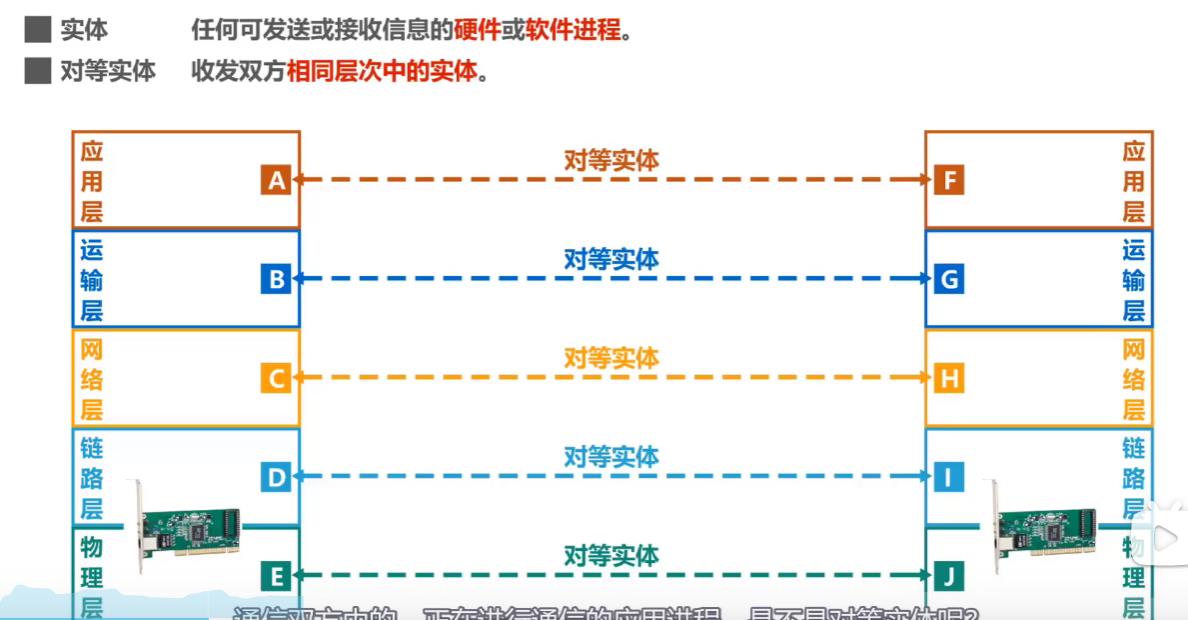 实体 任何可发送或接收信息的硬件或软件进程。
对等实体 收发双方相同层次中的实体。
应用层 A 对等实体 F 应用层
运输层 B 对等实体 G 运输层
网络层 C 对等实体 H 网络层
链路层 D 对等实体 I 链路层
物理层 E 对等实体 J 物理层
通信双方中的 正在进行通信的应用进程 是不是对等实体呢?